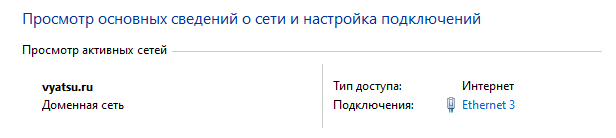 Просмотр основных сведений о сети и настройка подключений
Просмотр активных сетей
vyatsu.ru
Доменная сеть
Тип доступа: Интернет
Подключения: Ethernet 3